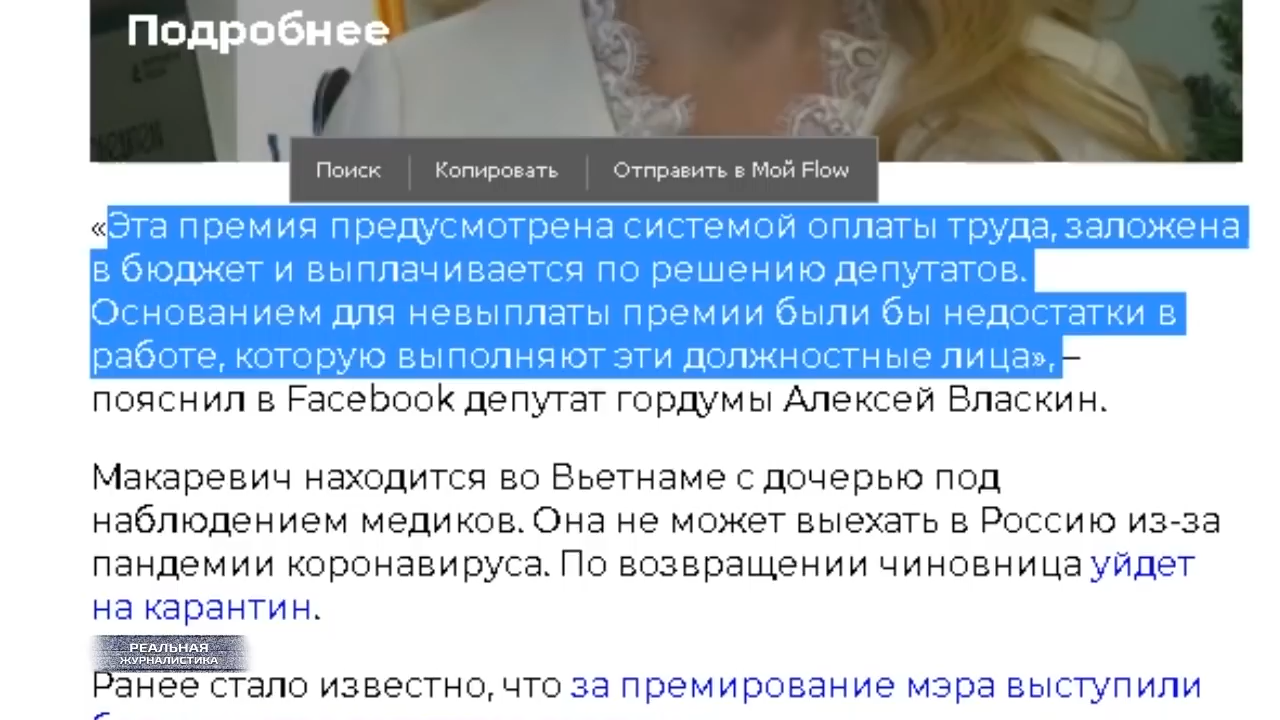 Подробнее
Поиск
Копировать
Отправить в Мой Flow
«Эта премия предусмотрена системой оплаты труда, заложена
в бюджет и выплачивается по решению депутатов.
Основанием для невыплаты премии были бы недостатки в
работе, которую выполняют эти должностные лица», –
пояснил в Facebook депутат гордумы Алексей Власкин.
Макаревич находится во Вьетнаме с дочерью под
наблюдением медиков. Она не может выехать в Россию из-за
пандемии коронавируса. По возвращении чиновница уйдет
на карантин.
РЕАЛЬНАЯ
ЖУРНАЛИСТИКА
Ранее стало известно, что за премирование мэра выступили